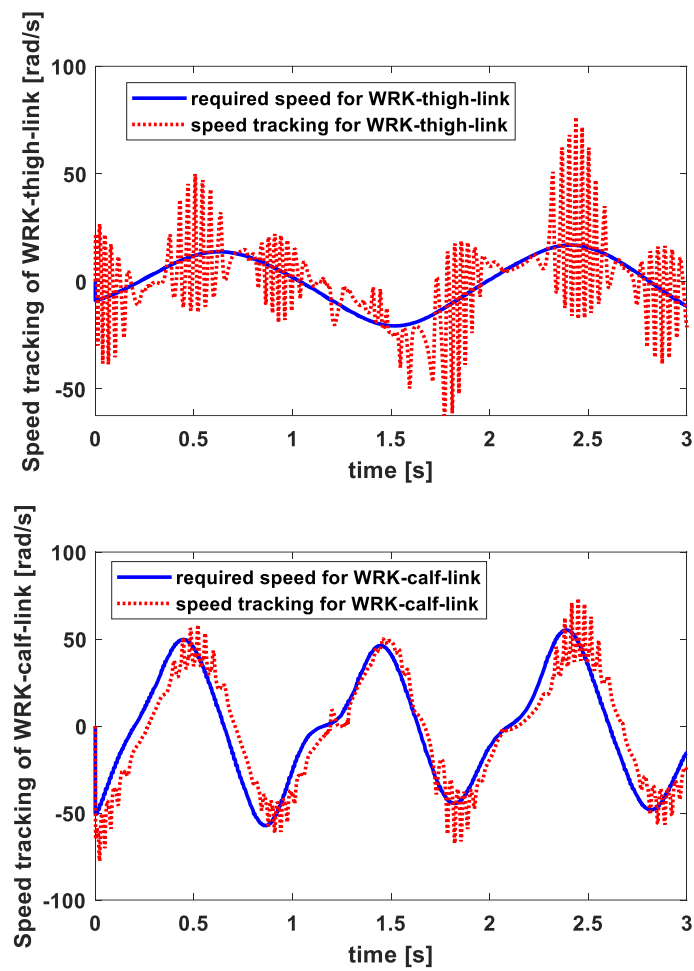 Speed tracking of WRK-thigh-link [rad/s]
100
50
0
-50
required speed for WRK-thigh-link
speed tracking for WRK-thigh-link
0 0.5 1 1.5 2 2.5 3
time [s]
Speed tracking of WRK-calf-link [rad/s]
100
50
0
-50
-100
required speed for WRK-calf-link
speed tracking for WRK-calf-link
0 0.5 1 1.5 2 2.5 3
time [s]